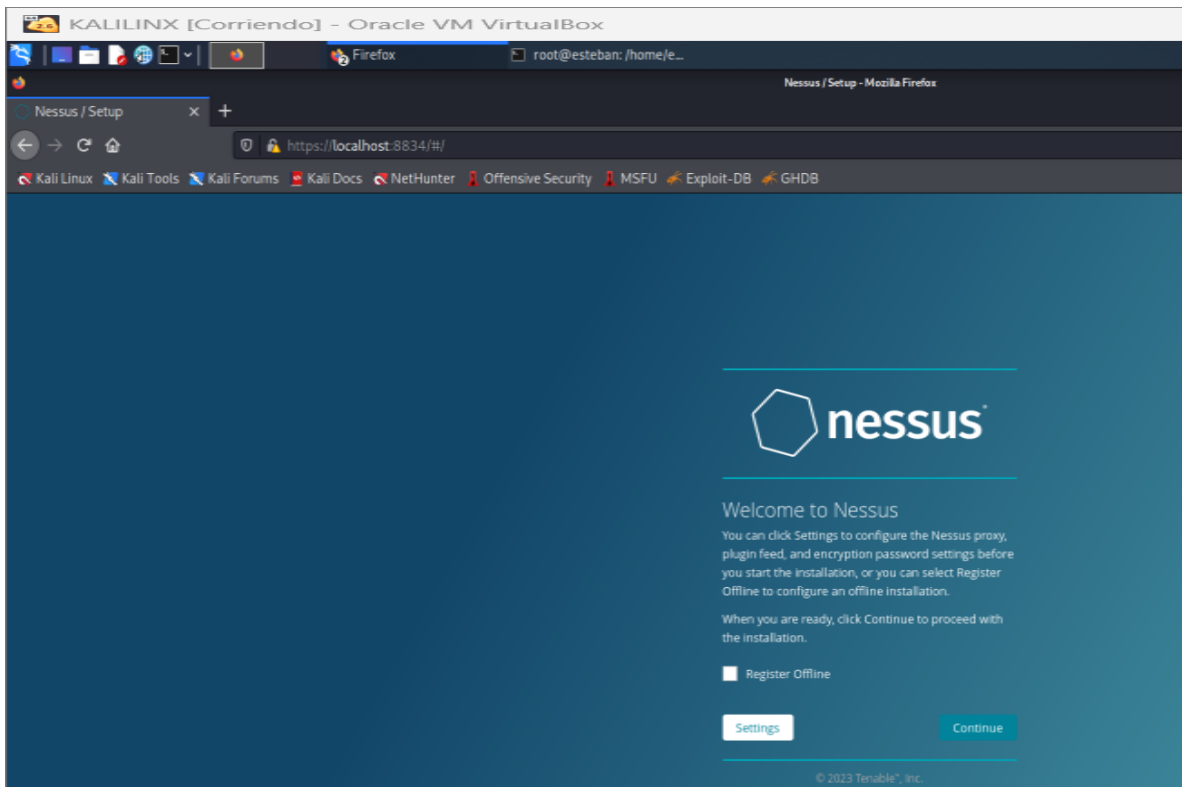 KALILINX [Corriendo] - Oracle VM VirtualBox
Firefox
root@esteban: /home/e...
Nessus / Setup - Mozilla Firefox
Nessus / Setup
https://localhost:8834/#/
Kali Linux Kali Tools Kali Forums Kali Docs NetHunter Offensive Security MSFU Exploit-DB GHDB
nessus
Welcome to Nessus
You can click Settings to configure the Nessus proxy,
plugin feed, and encryption password settings before
you start the installation, or you can select Register
Offline to configure an offline installation.
When you are ready, click Continue to proceed with
the installation.
Register Offline
Settings Continue
© 2023 Tenable™, Inc.